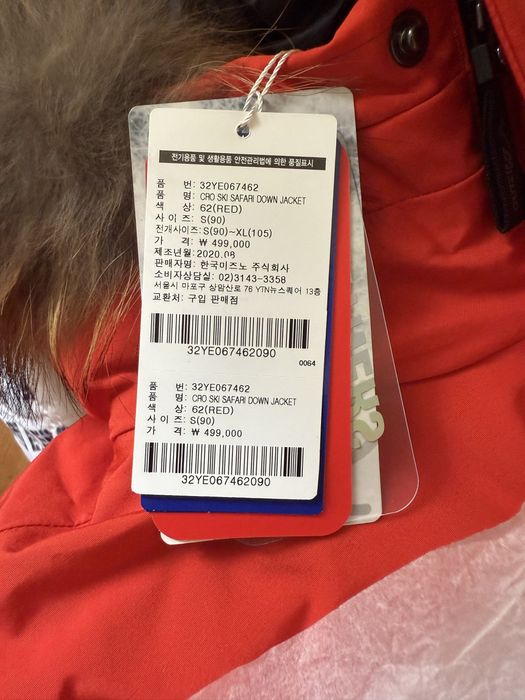 전기용품 및 생활용품 안전관리법에 의한 품질표시
품 번: 32YE067462
품 명: CRO SKI SAFARI DOWN JACKET
색 상: 62(RED)
사 이 즈: S(90)
전개사이즈: S(90)~XL(105)
가 격: ₩ 499,000
제조년월: 2020.08
판매자명: 한국미즈노 주식회사
소비자상담실: 02)3143-3358
서울시 마포구 상암산로 76 YTN뉴스퀘어 13층
교환처: 구입 판매점
32YE067462090
0064
품 번: 32YE067462
품 명: CRO SKI SAFARI DOWN JACKET
색 상: 62(RED)
사 이 즈: S(90)
가 격: ₩ 499,000
32YE067462090